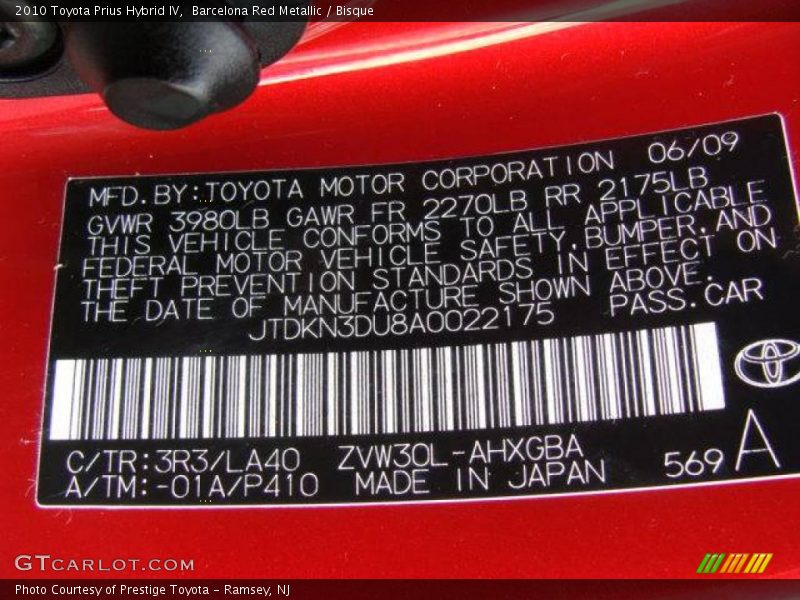 2010 Toyota Prius Hybrid IV, Barcelona Red Metallic / Bisque
MFD.BY:TOYOTA MOTOR CORPORATION 06/09
GVWR 3980LB GAWR FR 2270LB RR 2175LB
THIS VEHICLE CONFORMS TO ALL APPLICABLE
FEDERAL MOTOR VEHICLE SAFETY,BUMPER,AND
THEFT PREVENTION STANDARDS IN EFFECT ON
THE DATE OF MANUFACTURE SHOWN ABOVE.
JTDKN3DU8A0022175 PASS.CAR
C/TR:3R3/LA40 ZVW30L-AHXGBA
A/TM:-01A/P410 MADE IN JAPAN 569 A
GTCARLOT.COM
Photo Courtesy of Prestige Toyota - Ramsey, NJ